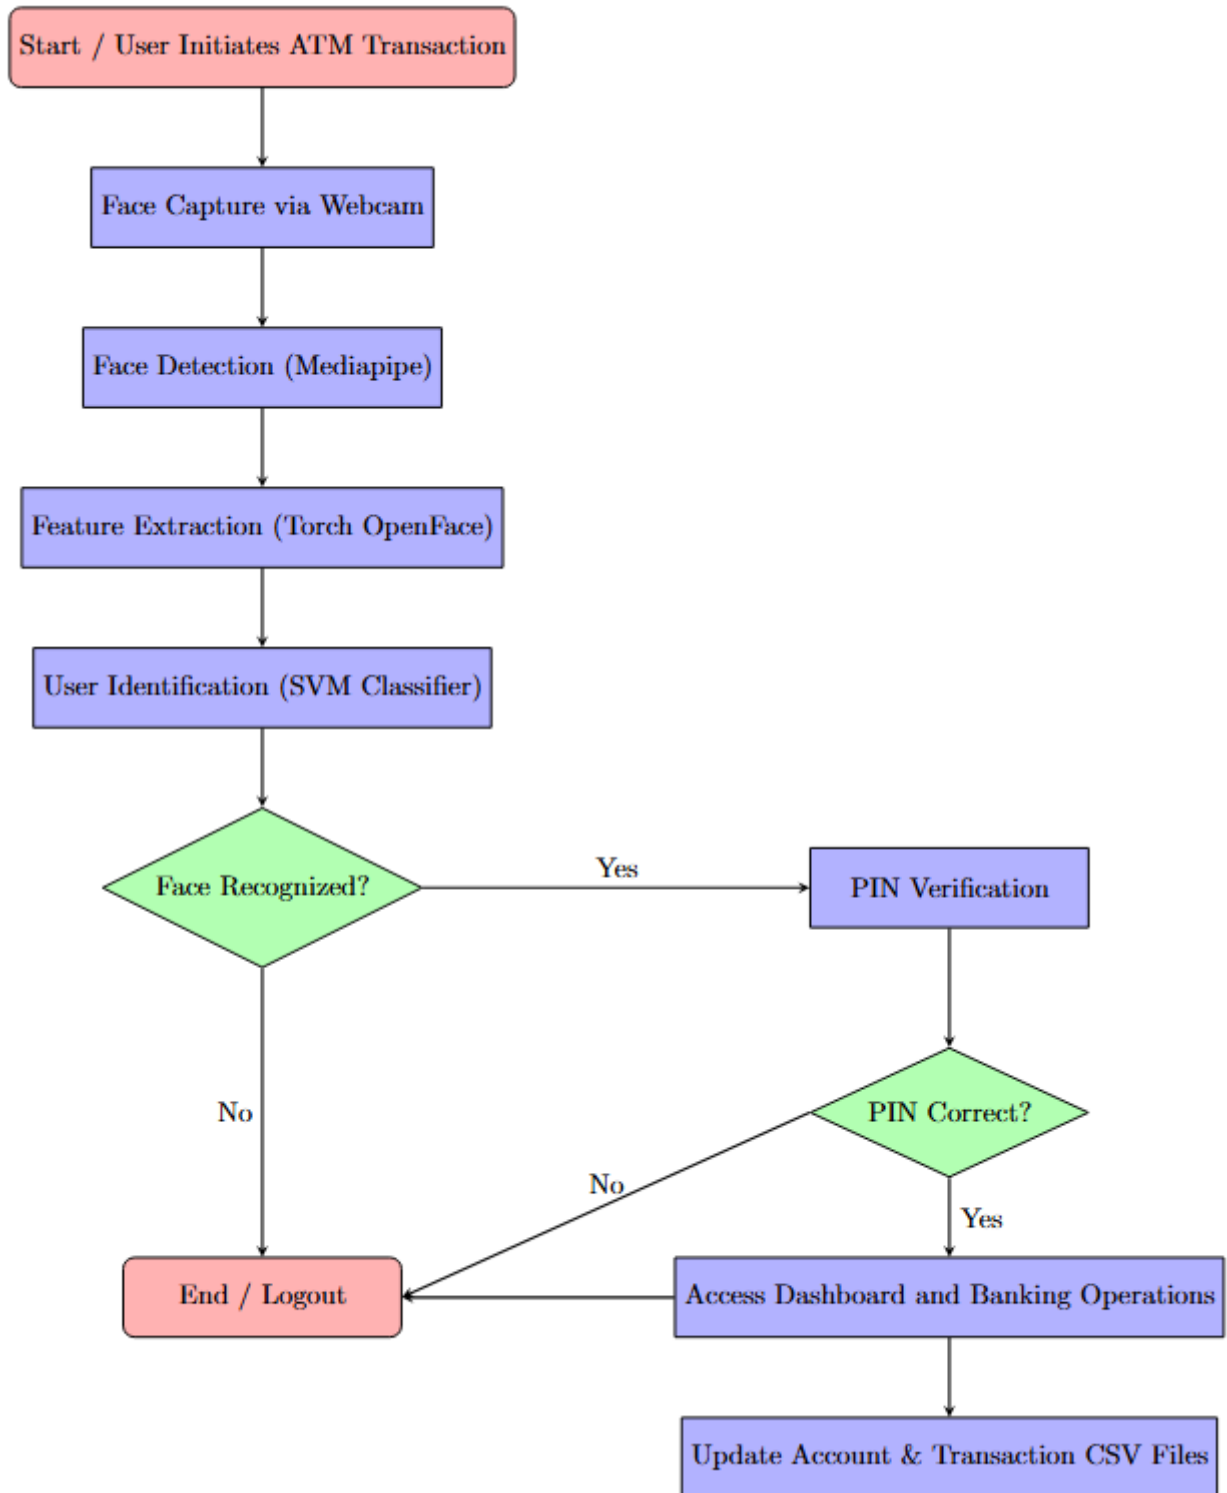 Start / User Initiates ATM Transaction
Face Capture via Webcam
Face Detection (Mediapipe)
Feature Extraction (Torch OpenFace)
User Identification (SVM Classifier)
Face Recognized?
Yes
PIN Verification
No
PIN Correct?
No
Yes
End / Logout
Access Dashboard and Banking Operations
Update Account & Transaction CSV Files